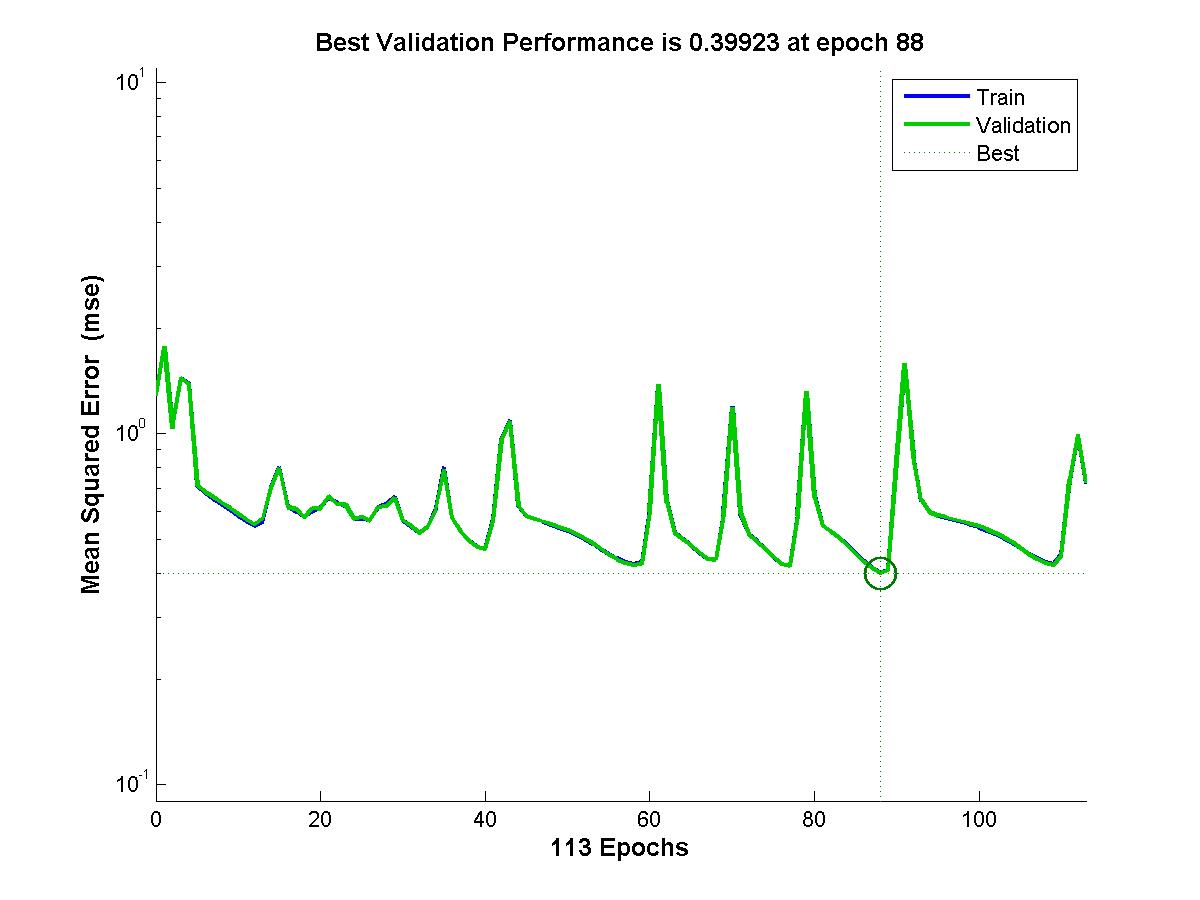 Best Validation Performance is 0.39923 at epoch 88
Train
Validation
Best
Mean Squared Error (mse)
10^1
10^0
10^-1
0 20 40 60 80 100
113 Epochs